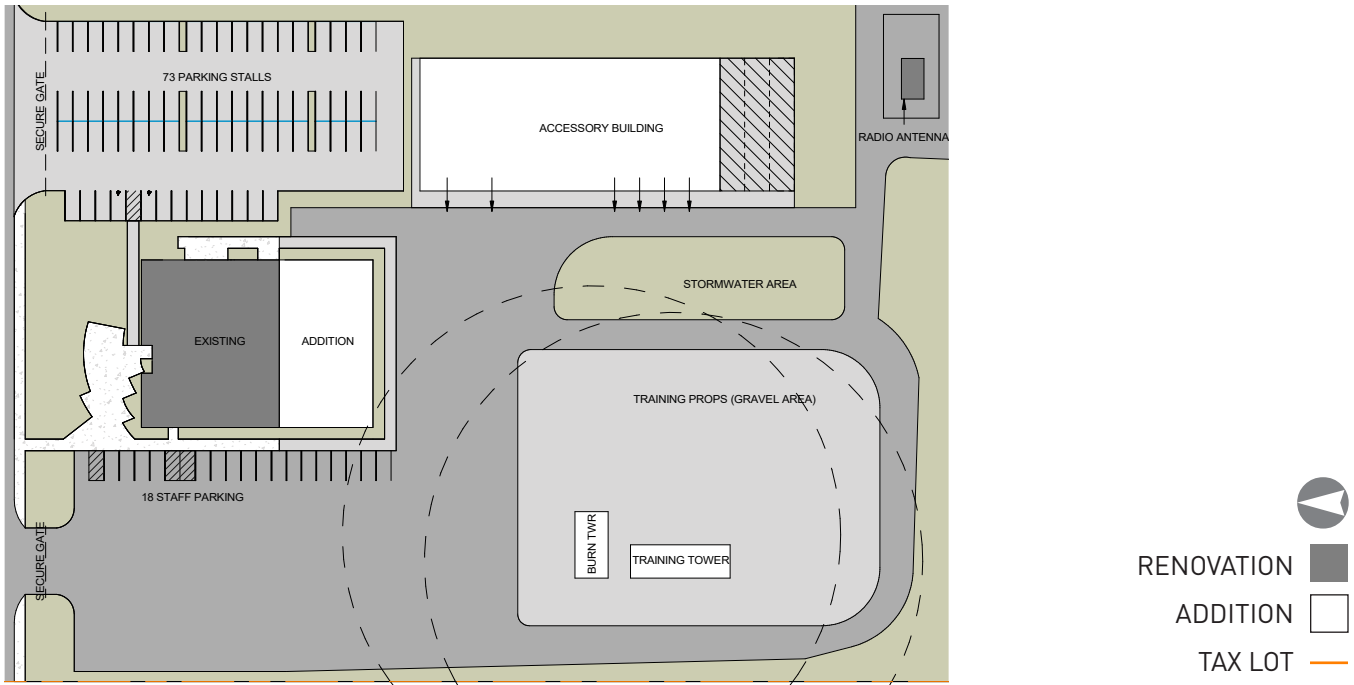 73 PARKING STALLS
SECURE GATE
ACCESSORY BUILDING
RADIO ANTENNA
STORMWATER AREA
EXISTING
ADDITION
TRAINING PROPS (GRAVEL AREA)
18 STAFF PARKING
SECURE GATE
BURN TWR
TRAINING TOWER
RENOVATION
ADDITION
TAX LOT